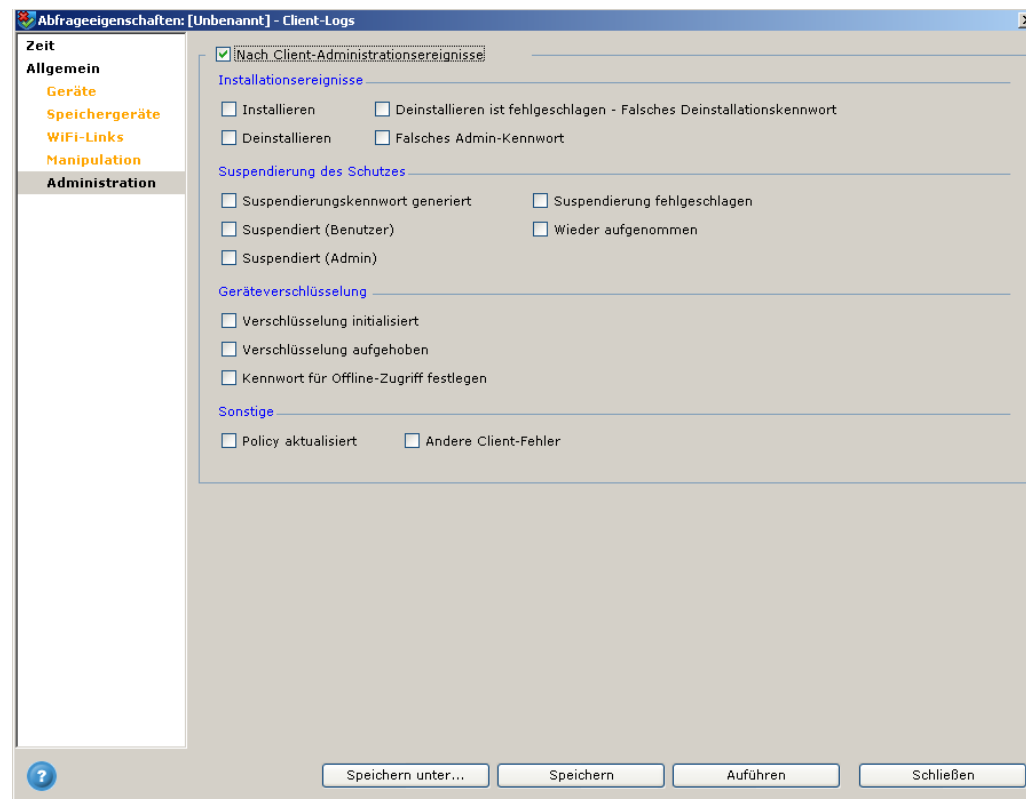 Abfrageeigenschaften: [Unbenannt] - Client-Logs
Zeit
Allgemein
Geräte
Speichergeräte
WiFi-Links
Manipulation
Administration
Nach Client-Administrationsereignisse
Installationsereignisse
Installieren Deinstallieren ist fehlgeschlagen - Falsches Deinstallationskennwort
Deinstallieren Falsches Admin-Kennwort
Suspendierung des Schutzes
Suspendierungskennwort generiert Suspendierung fehlgeschlagen
Suspendiert (Benutzer) Wieder aufgenommen
Suspendiert (Admin)
Geräteverschlüsselung
Verschlüsselung initialisiert
Verschlüsselung aufgehoben
Kennwort für Offline-Zugriff festlegen
Sonstige
Policy aktualisiert Andere Client-Fehler
? Speichern unter... Speichern Auführen Schließen